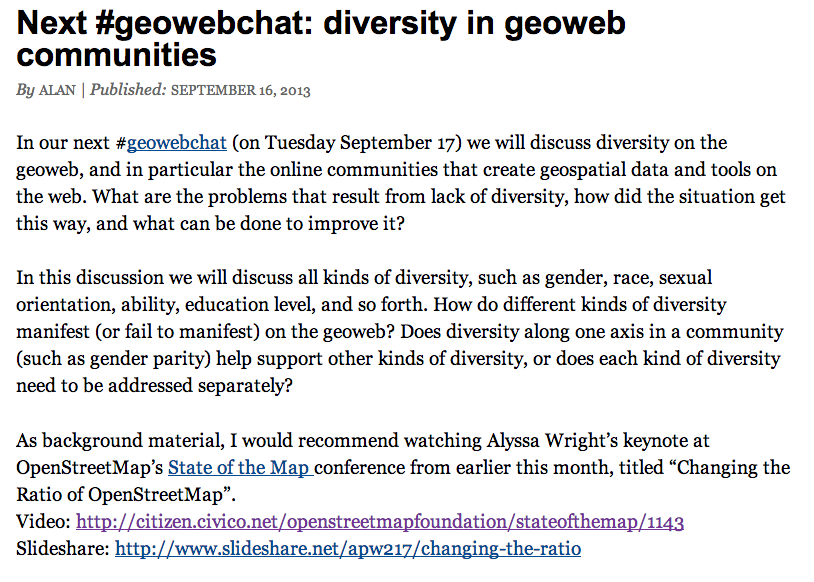 Next #geowebchat: diversity in geoweb
communities
By ALAN | Published: SEPTEMBER 16, 2013
In our next #geowebchat (on Tuesday September 17) we will discuss diversity on the
geoweb, and in particular the online communities that create geospatial data and tools on
the web. What are the problems that result from lack of diversity, how did the situation get
this way, and what can be done to improve it?
In this discussion we will discuss all kinds of diversity, such as gender, race, sexual
orientation, ability, education level, and so forth. How do different kinds of diversity
manifest (or fail to manifest) on the geoweb? Does diversity along one axis in a community
(such as gender parity) help support other kinds of diversity, or does each kind of diversity
need to be addressed separately?
As background material, I would recommend watching Alyssa Wright’s keynote at
OpenStreetMap’s State of the Map conference from earlier this month, titled “Changing the
Ratio of OpenStreetMap”.
Video: http://citizen.civico.net/openstreetmapfoundation/stateofthemap/1143
Slideshare: http://www.slideshare.net/apw217/changing-the-ratio